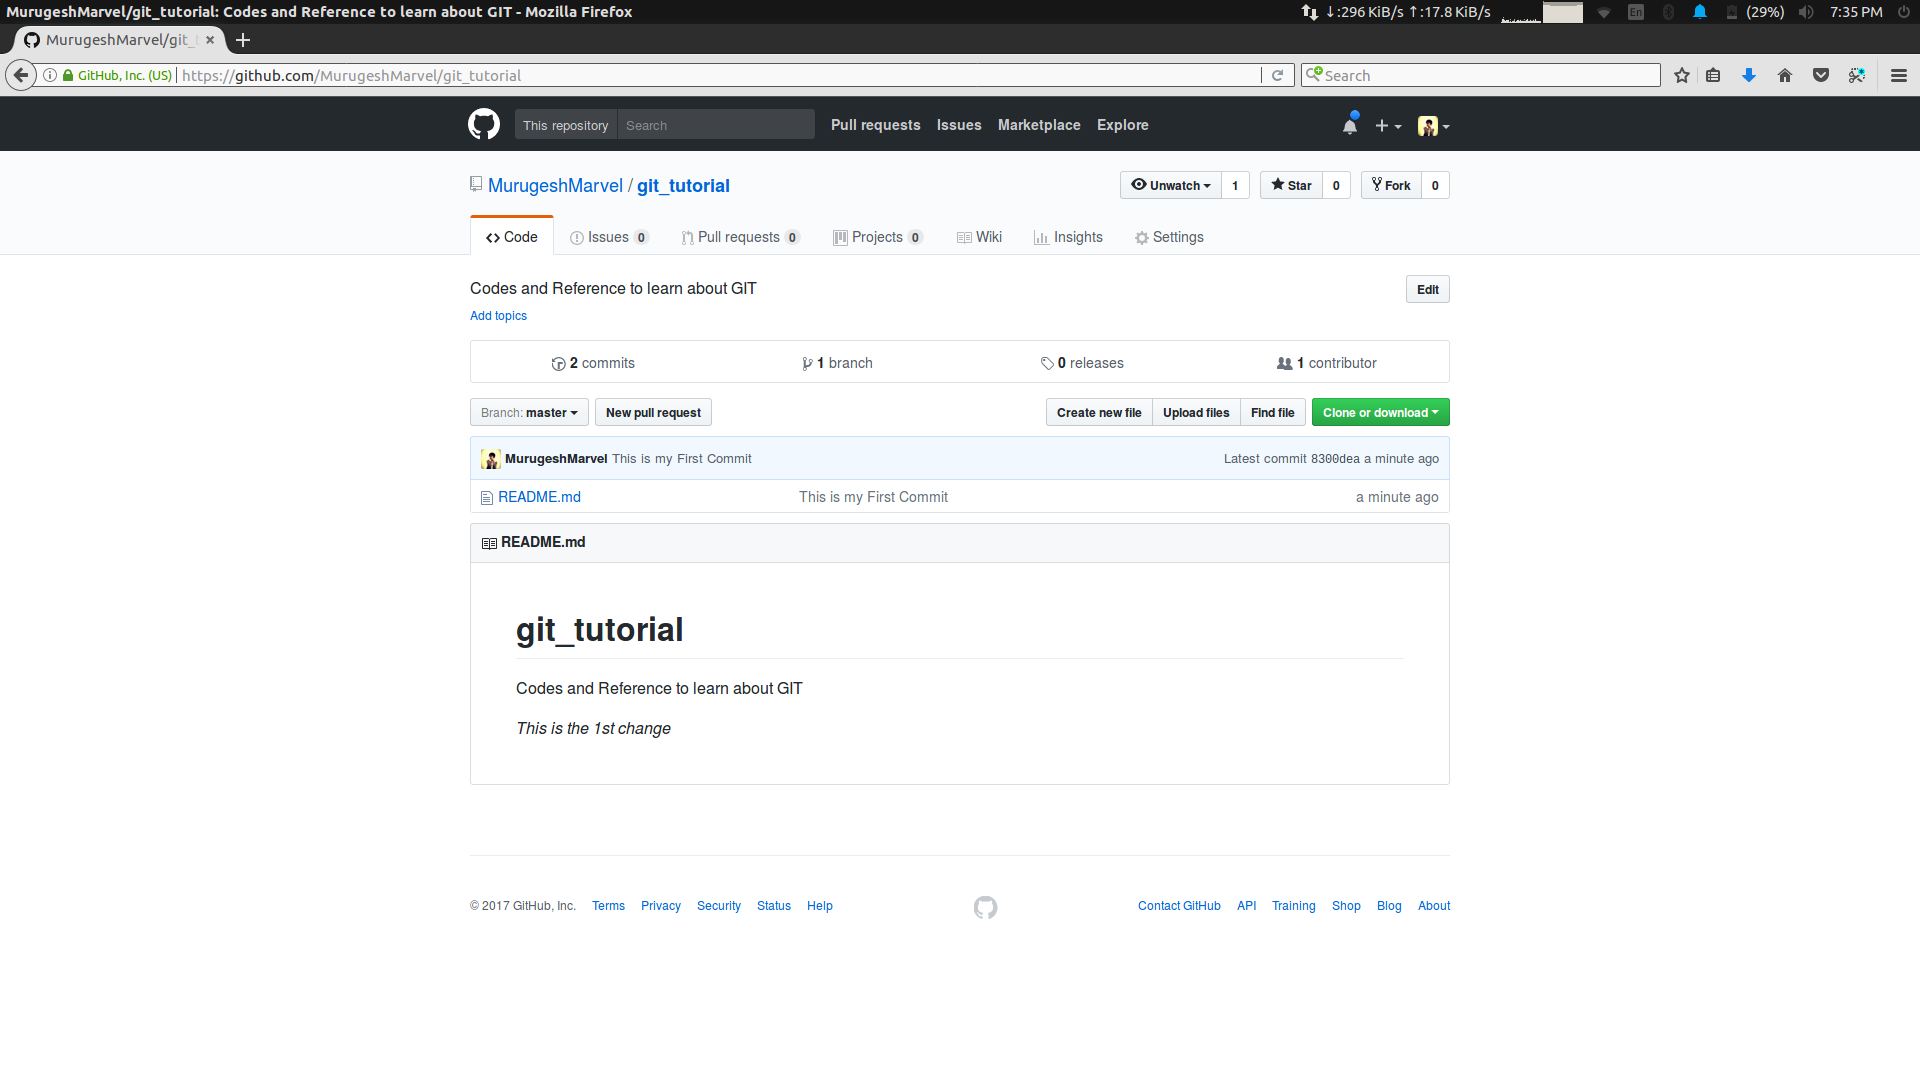 MurugeshMarvel/git_tutorial: Codes and Reference to learn about GIT - Mozilla Firefox
↓:296 KiB/s ↑:17.8 KiB/s En (29%) 7:35 PM
MurugeshMarvel/git_t
GitHub, Inc. (US) https://github.com/MurugeshMarvel/git_tutorial Search
This repository Search Pull requests Issues Marketplace Explore
MurugeshMarvel / git_tutorial Unwatch 1 Star 0 Fork 0
Code Issues 0 Pull requests 0 Projects 0 Wiki Insights Settings
Codes and Reference to learn about GIT Edit
Add topics
2 commits 1 branch 0 releases 1 contributor
Branch: master New pull request Create new file Upload files Find file Clone or download
MurugeshMarvel This is my First Commit Latest commit 8300dea a minute ago
README.md This is my First Commit a minute ago
README.md
git_tutorial
Codes and Reference to learn about GIT
This is the 1st change
© 2017 GitHub, Inc. Terms Privacy Security Status Help Contact GitHub API Training Shop Blog About